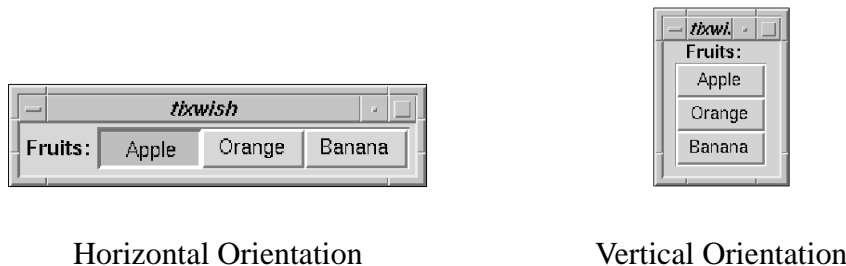 tixwish
Fruits: Apple Orange Banana
Horizontal Orientation
tixwi.
Fruits:
Apple
Orange
Banana
Vertical Orientation